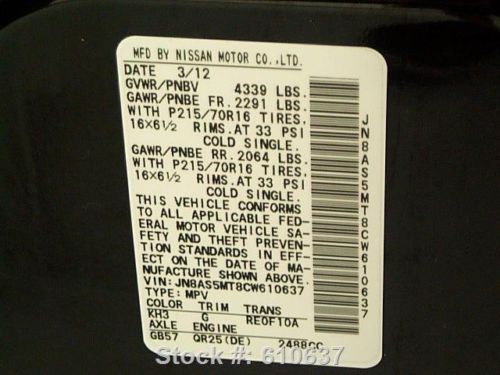 MFD BY NISSAN MOTOR CO.,LTD.
DATE 3/12
GVWR/PNBV 4339 LBS.
GAWR/PNBE FR. 2291 LBS.
WITH P215/70R16 TIRES,
16X6½ RIMS.AT 33 PSI
COLD SINGLE.
GAWR/PNBE RR. 2064 LBS.
WITH P215/70R16 TIRES,
16X6½ RIMS.AT 33 PSI
COLD SINGLE.
THIS VEHICLE CONFORMS
TO ALL APPLICABLE FED-
ERAL MOTOR VEHICLE SA-
FETY AND THEFT PREVEN-
TION STANDARDS IN EFF-
ECT ON THE DATE OF MA-
NUFACTURE SHOWN ABOVE.
VIN: JN8AS5MT8CW610637
TYPE: MPV
COLOR TRIM TRANS
KH3 G RE0F10A
AXLE ENGINE
GB57 QR25(DE) 2488CC
JN8AS5MT8CW610637
Stock #: 610637